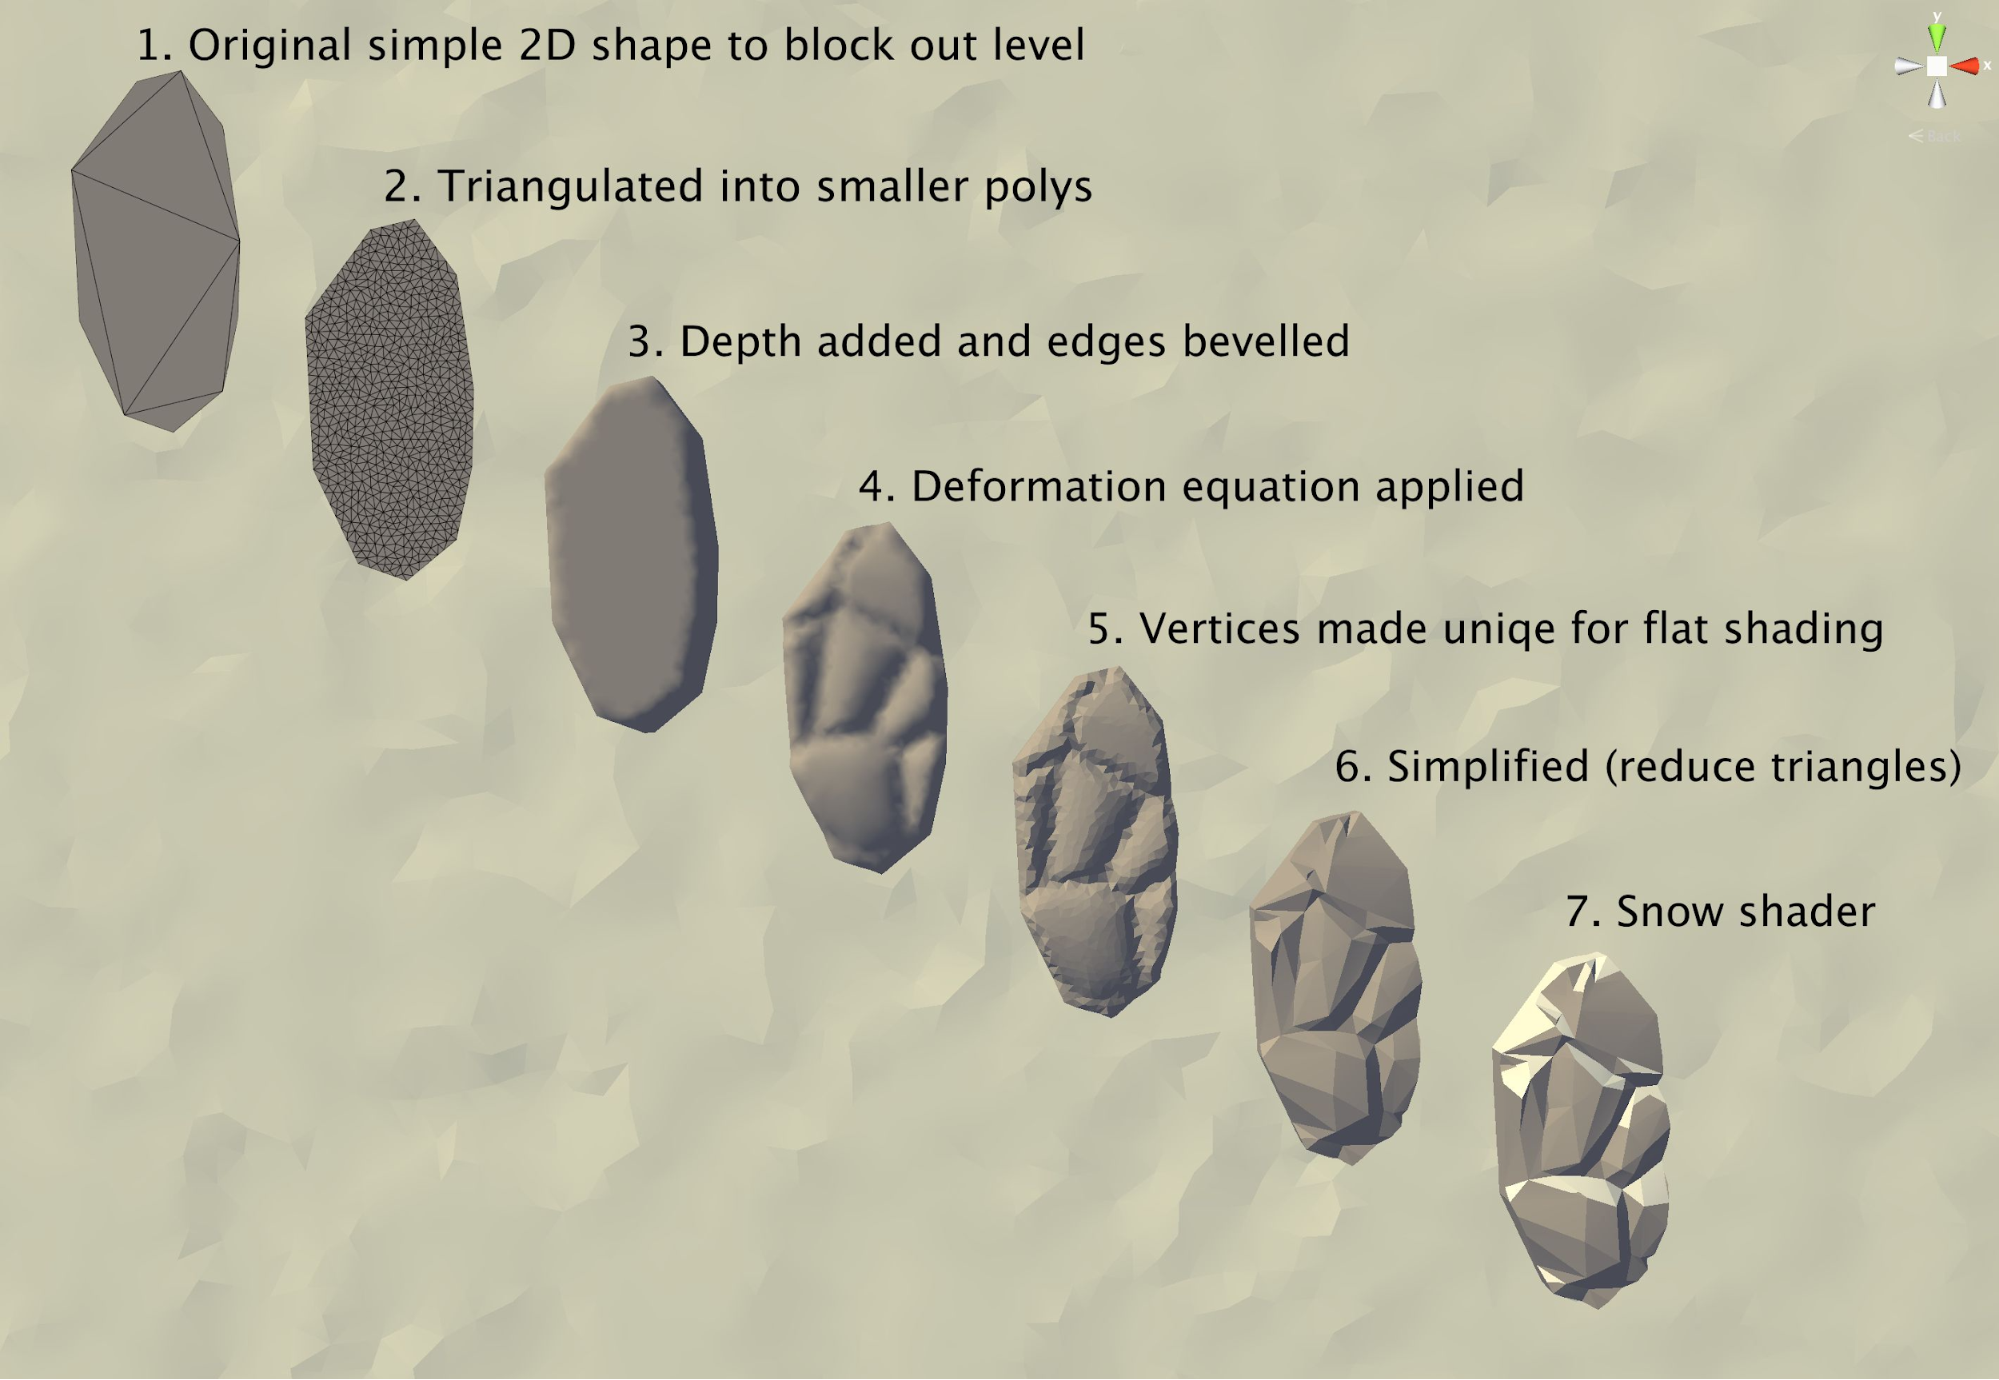 1. Original simple 2D shape to block out level
y
x
< Back
2. Triangulated into smaller polys
3. Depth added and edges bevelled
4. Deformation equation applied
5. Vertices made uniqe for flat shading
6. Simplified (reduce triangles)
7. Snow shader